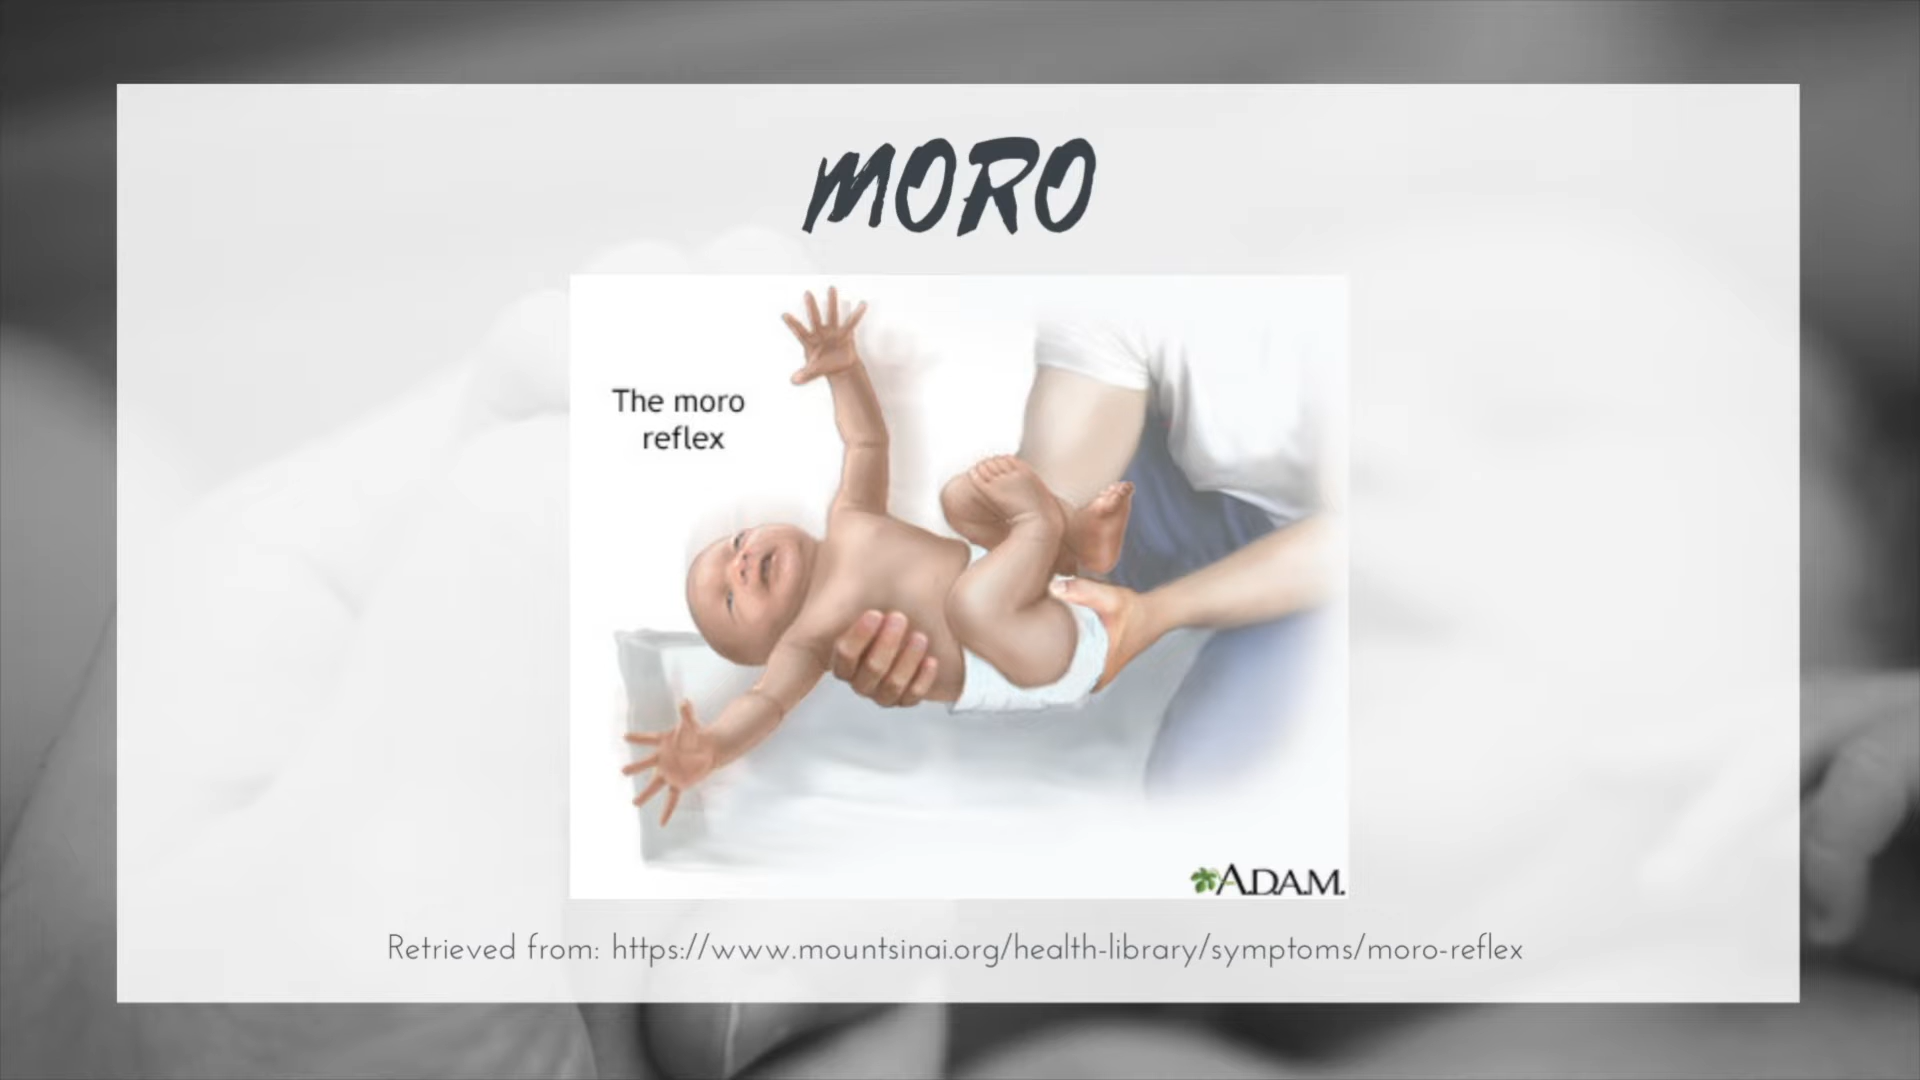 MORO
The moro
reflex
A.D.A.M.
Retrieved from: https://www.mountsinai.org/health-library/symptoms/moro-reflex